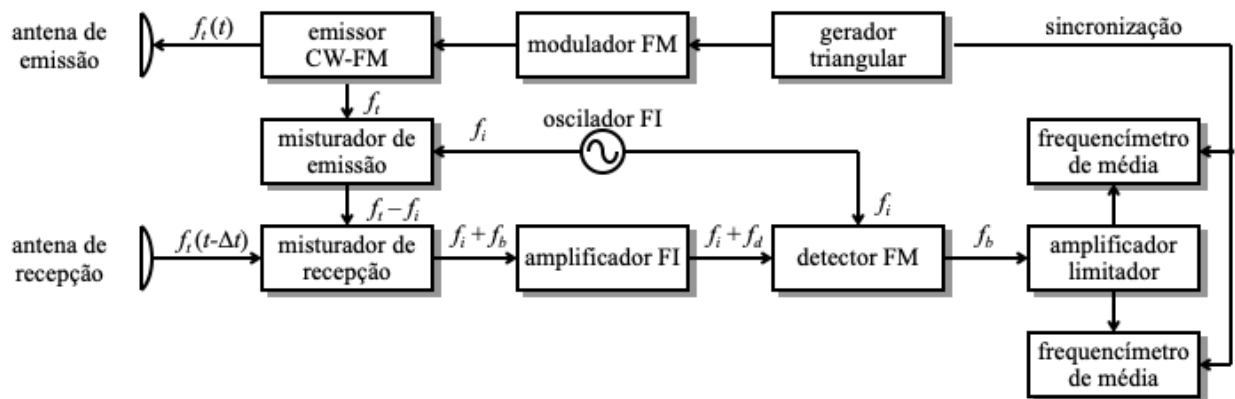 antena de
emissão
f_t(t)
emissor
CW-FM
modulador FM
gerador
triangular
sincronização
f_t
misturador de
emissão
f_i
oscilador FI
frequencímetro
de média
f_t – f_i
f_i
antena de
recepção
f_t(t-Δt)
misturador de
recepção
f_i + f_b
amplificador FI
f_i + f_d
detector FM
f_b
amplificador
limitador
frequencímetro
de média